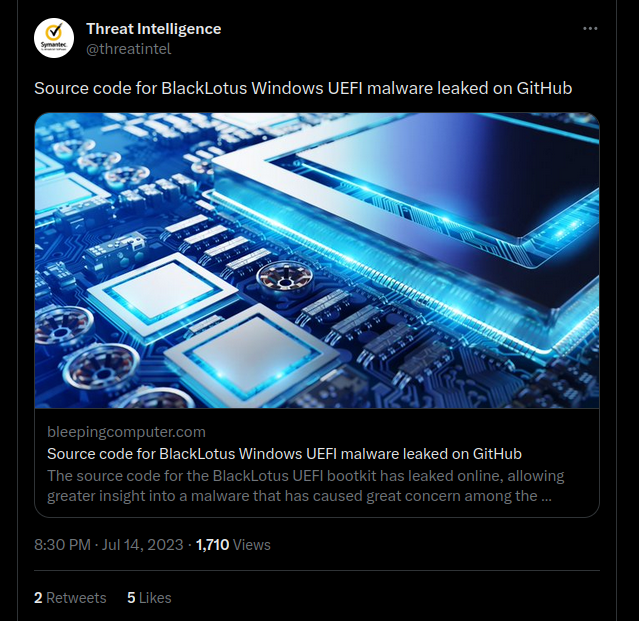 Threat Intelligence
@threatintel
Symantec.
Source code for BlackLotus Windows UEFI malware leaked on GitHub
bleepingcomputer.com
Source code for BlackLotus Windows UEFI malware leaked on GitHub
The source code for the BlackLotus UEFI bootkit has leaked online, allowing
greater insight into a malware that has caused great concern among the ...
8:30 PM · Jul 14, 2023 · 1,710 Views
2 Retweets 5 Likes